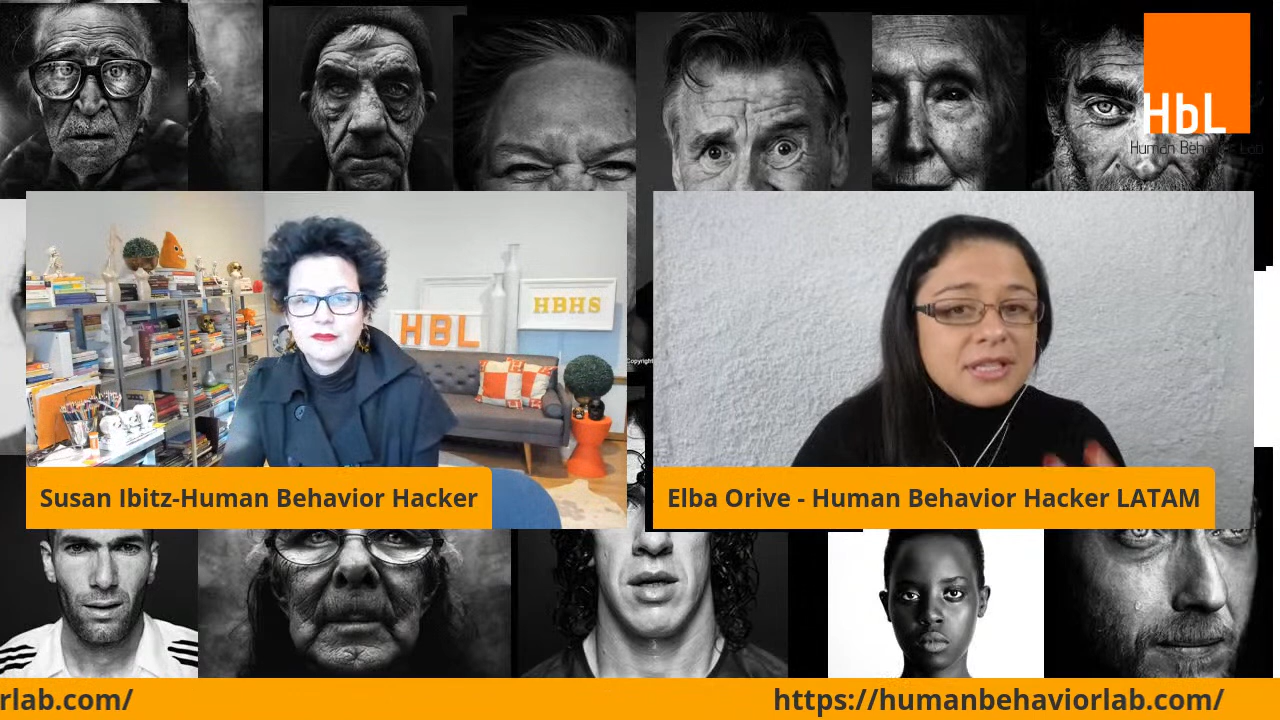 HbL
Human Behavior Lab
HBL
HBHS
Copyright
Susan Ibitz-Human Behavior Hacker
Elba Orive - Human Behavior Hacker LATAM
rlab.com/
https://humanbehaviorlab.com/